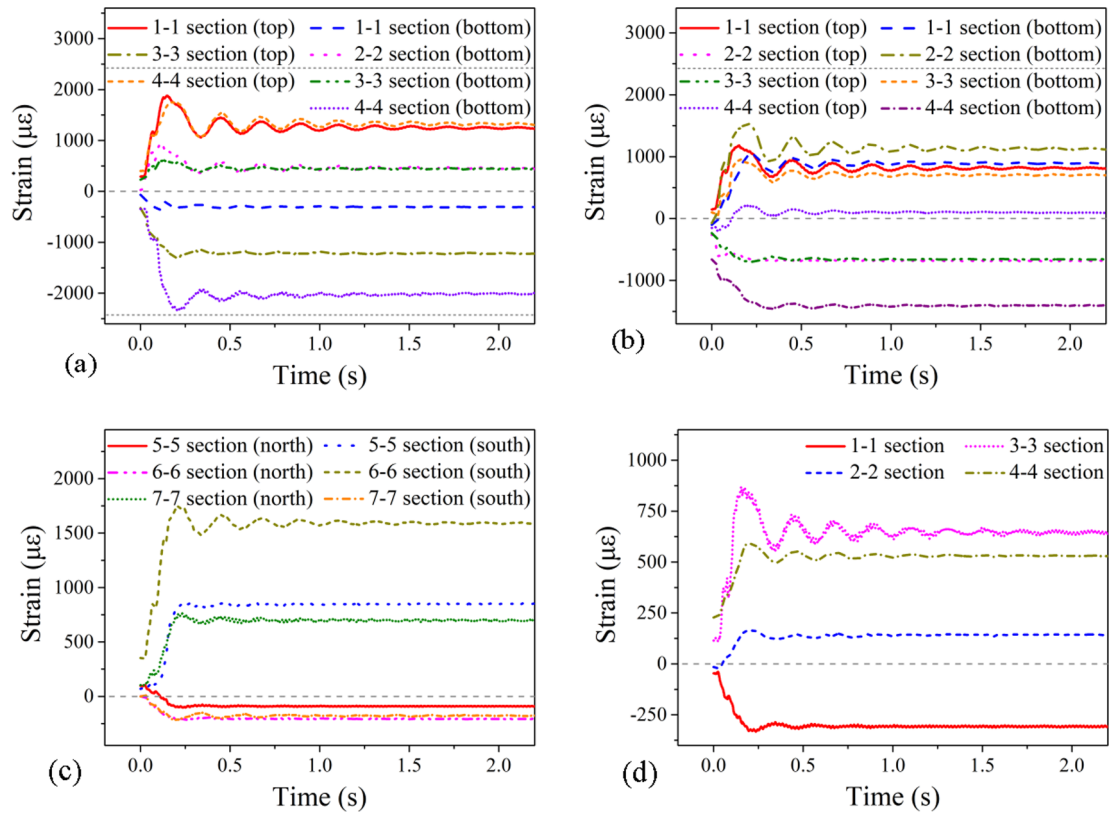 3000
2000
1000
0
-1000
-2000
Strain (με)
1-1 section (top)
1-1 section (bottom)
3-3 section (top)
2-2 section (bottom)
4-4 section (top)
3-3 section (bottom)
4-4 section (bottom)
0.0 0.5 1.0 1.5 2.0
Time (s)
(a)
3000
2000
1000
0
-1000
Strain (με)
1-1 section (top)
1-1 section (bottom)
2-2 section (top)
2-2 section (bottom)
3-3 section (top)
3-3 section (bottom)
4-4 section (top)
4-4 section (bottom)
0.0 0.5 1.0 1.5 2.0
Time (s)
(b)
2000
1500
1000
500
0
Strain (με)
5-5 section (north)
5-5 section (south)
6-6 section (north)
6-6 section (south)
7-7 section (north)
7-7 section (south)
0.0 0.5 1.0 1.5 2.0
Time (s)
(c)
1000
750
500
250
0
-250
Strain (με)
1-1 section
3-3 section
2-2 section
4-4 section
0.0 0.5 1.0 1.5 2.0
Time (s)
(d)